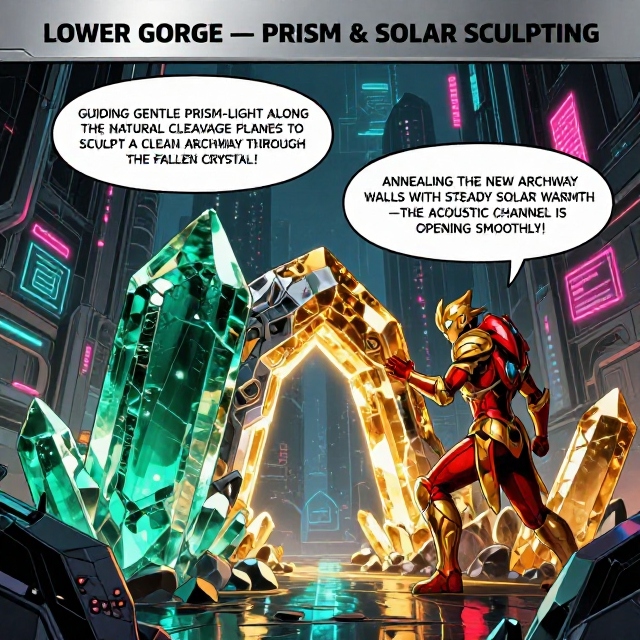 LOWER GORGE — PRISM & SOLAR SCULPTING
GUIDING GENTLE PRISM-LIGHT ALONG
THE NATURAL CLEAVAGE PLANES TO
SCULPT A CLEAN ARCHWAY THROUGH
THE FALLEN CRYSTAL!
ANNEALING THE NEW ARCHWAY
WALLS WITH STEADY SOLAR WARMTH
—THE ACOUSTIC CHANNEL IS
OPENING SMOOTHLY!